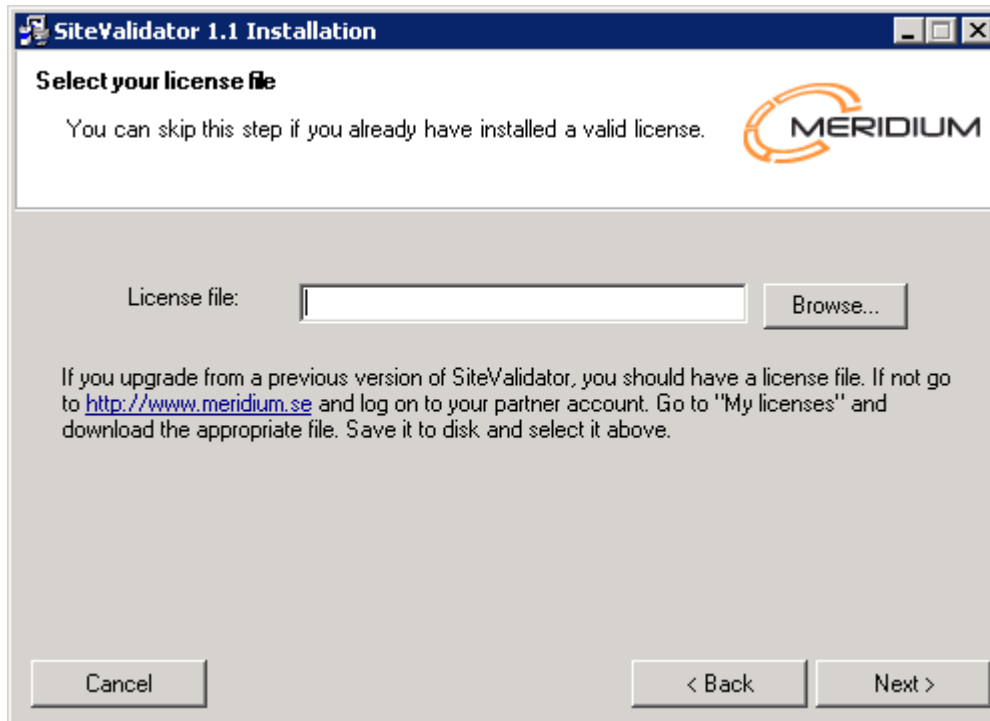 SiteValidator 1.1 Installation
Select your license file
You can skip this step if you already have installed a valid license.
MERIDIUM
License file:
Browse...
If you upgrade from a previous version of SiteValidator, you should have a license file. If not go
to http://www.meridium.se and log on to your partner account. Go to "My licenses" and
download the appropriate file. Save it to disk and select it above.
Cancel
< Back
Next >